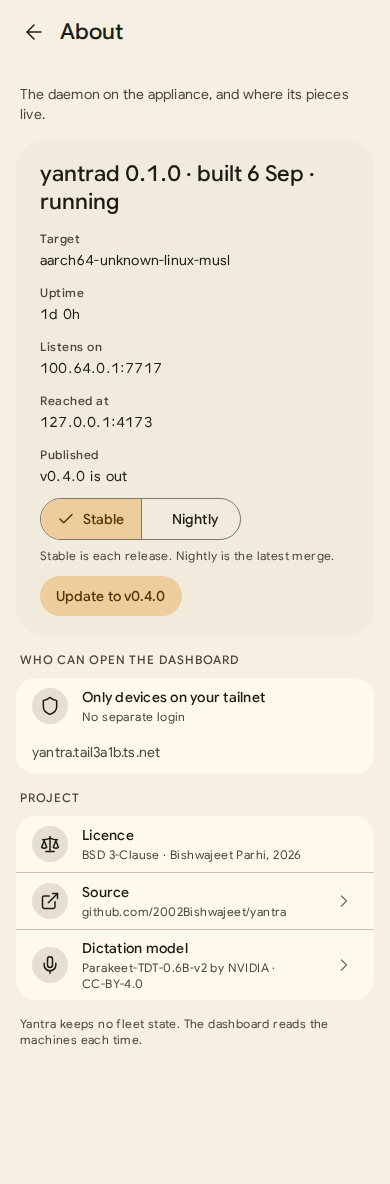 About
The daemon on the appliance, and where its pieces
live.
yantrad 0.1.0 · built 6 Sep ·
running
Target
aarch64-unknown-linux-musl
Uptime
1d 0h
Listens on
100.64.0.1:7717
Reached at
127.0.0.1:4173
Published
v0.4.0 is out
Stable
Nightly
Stable is each release. Nightly is the latest merge.
Update to v0.4.0
WHO CAN OPEN THE DASHBOARD
Only devices on your tailnet
No separate login
yantra.tail3a1b.ts.net
PROJECT
Licence
BSD 3-Clause · Bishwajeet Parhi, 2026
Source
github.com/2002Bishwajeet/yantra
Dictation model
Parakeet-TDT-0.6B-v2 by NVIDIA ·
CC-BY-4.0
Yantra keeps no fleet state. The dashboard reads the
machines each time.